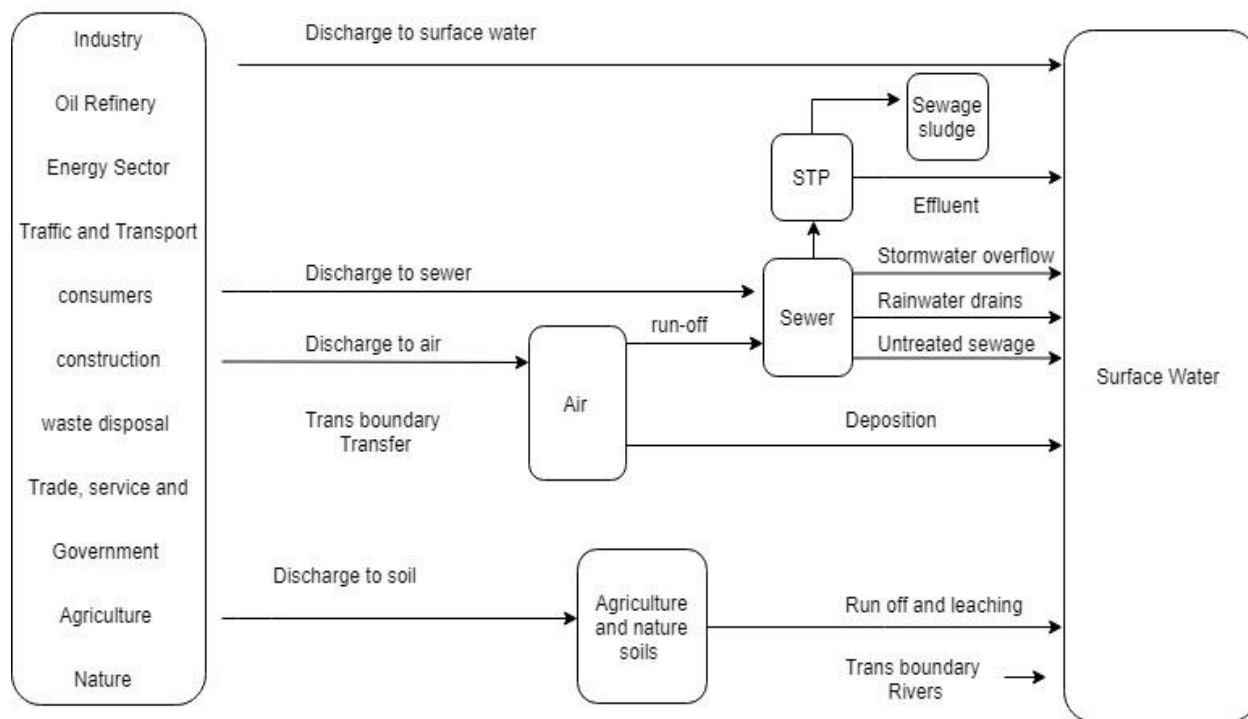 Industry
Oil Refinery
Energy Sector
Traffic and Transport
consumers
construction
waste disposal
Trade, service and
Government
Agriculture
Nature
Discharge to surface water
Sewage
sludge
STP
Effluent
Discharge to sewer
Sewer
Stormwater overflow
Rainwater drains
Untreated sewage
run-off
Discharge to air
Air
Trans boundary
Transfer
Deposition
Discharge to soil
Agriculture
and nature
soils
Run off and leaching
Trans boundary
Rivers
Surface Water